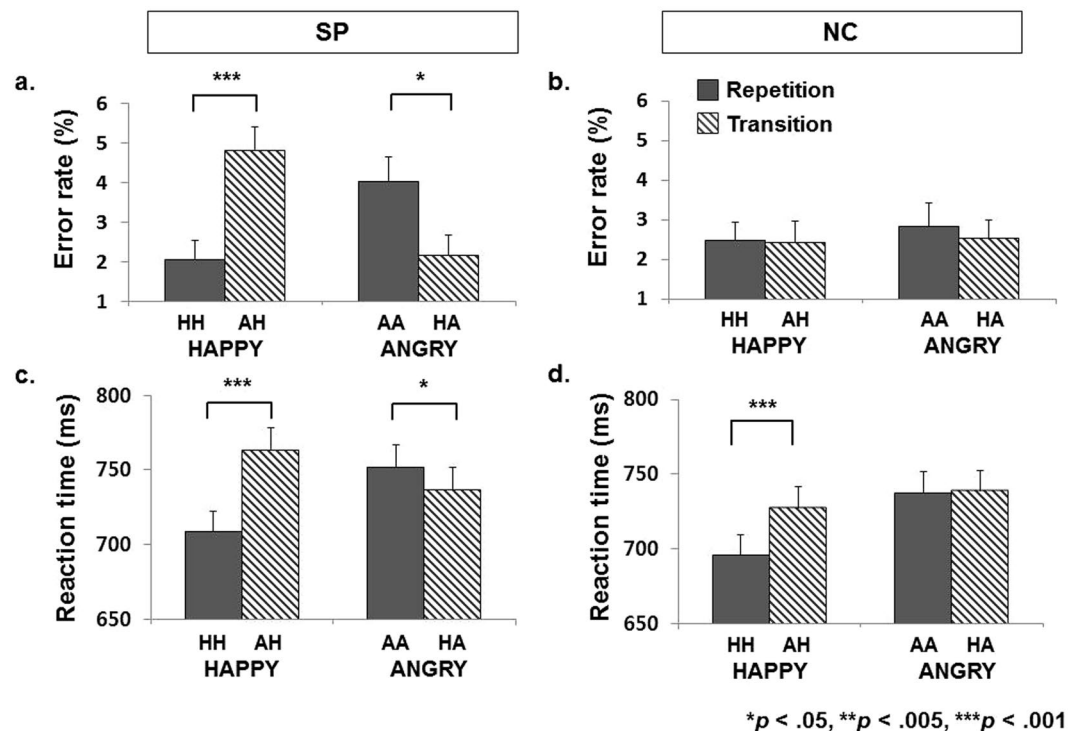 SP
NC
a.
***
*
Error rate (%)
6
5
4
3
2
1
HH AH AA HA
HAPPY ANGRY
b.
Repetition
Transition
Error rate (%)
6
5
4
3
2
1
HH AH AA HA
HAPPY ANGRY
c.
***
*
Reaction time (ms)
800
750
700
650
HH AH AA HA
HAPPY ANGRY
d.
***
Reaction time (ms)
800
750
700
650
HH AH AA HA
HAPPY ANGRY
*p < .05, **p < .005, ***p < .001